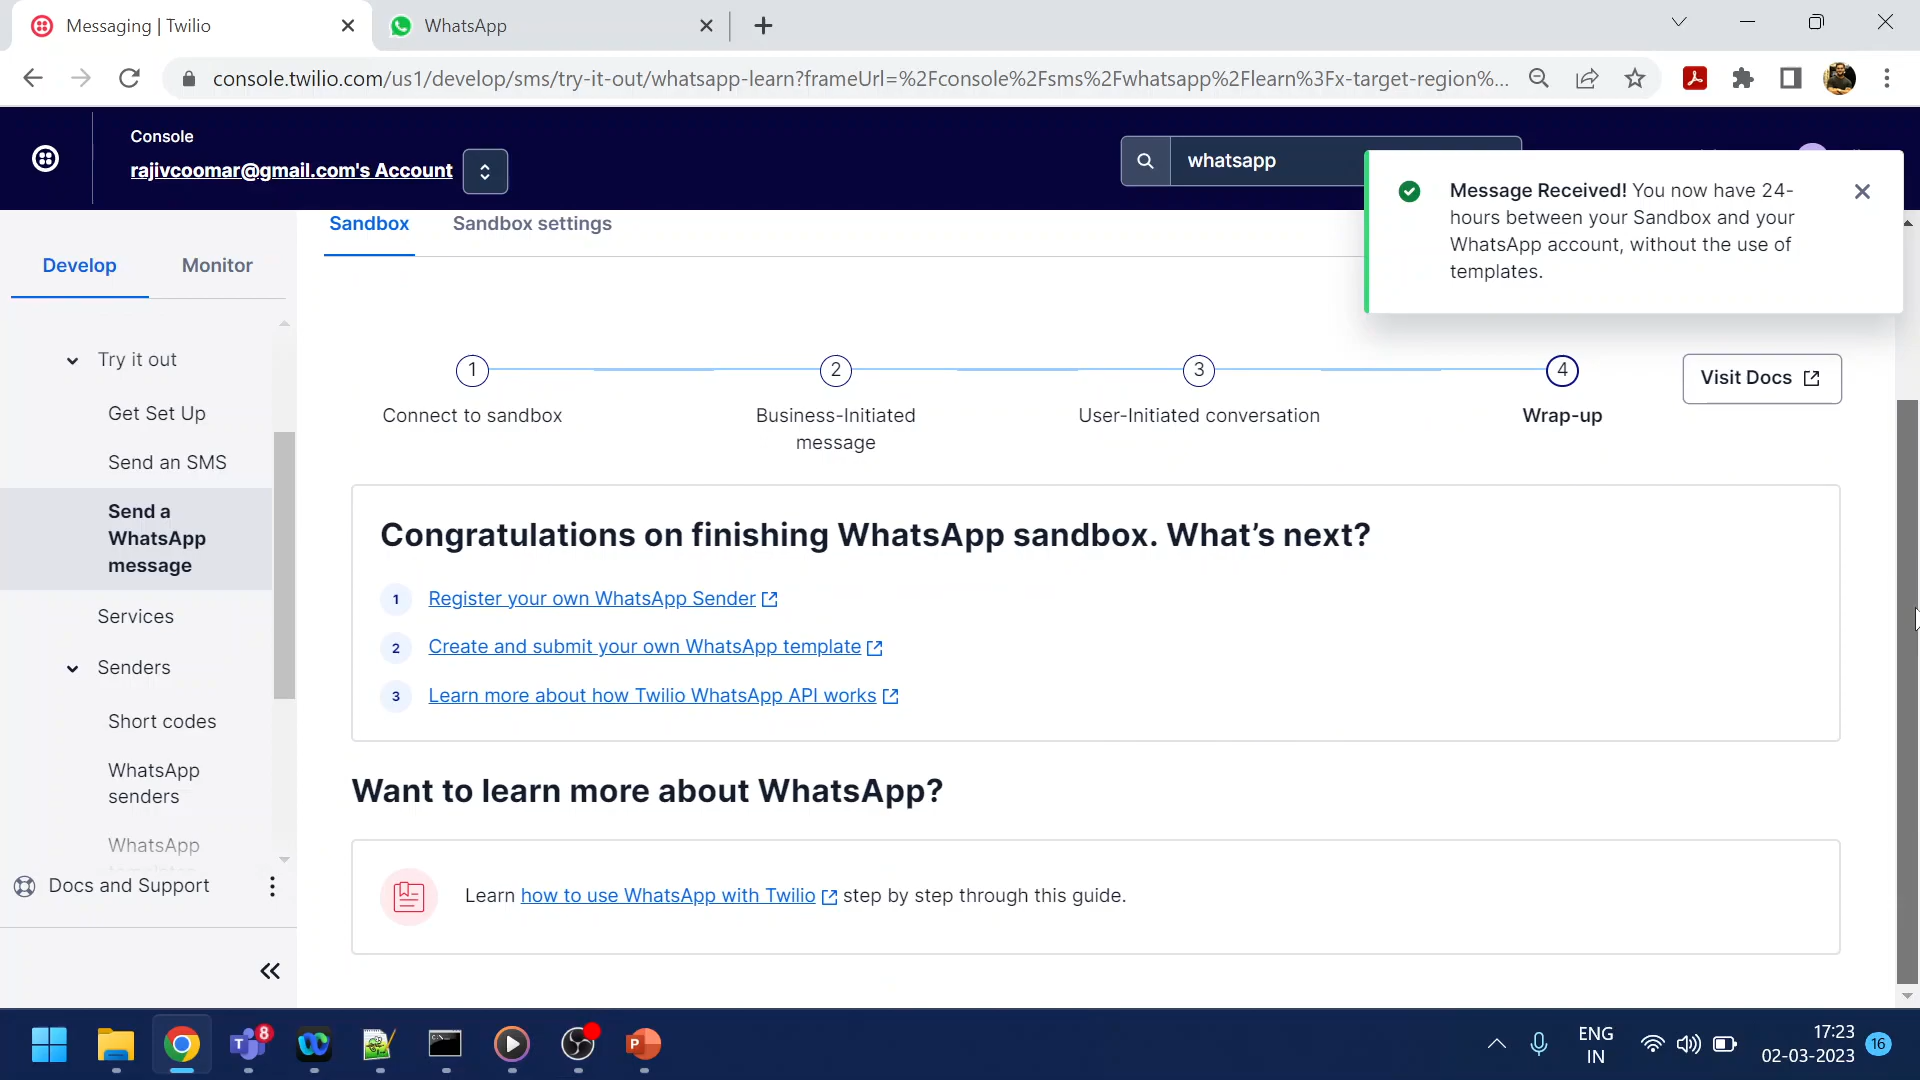 Messaging | Twilio
WhatsApp
console.twilio.com/us1/develop/sms/try-it-out/whatsapp-learn?frameUrl=%2Fconsole%2Fsms%2Fwhatsapp%2Flearn%3Fx-target-region%...
Console
rajivcoomar@gmail.com's Account
whatsapp
Message Received! You now have 24-
hours between your Sandbox and your
WhatsApp account, without the use of
templates.
Develop
Monitor
Try it out
Get Set Up
Send an SMS
Send a
WhatsApp
message
Services
Senders
Short codes
WhatsApp
senders
WhatsApp
Docs and Support
Sandbox
Sandbox settings
1
Connect to sandbox
2
Business-Initiated
message
3
User-Initiated conversation
4
Wrap-up
Visit Docs
Congratulations on finishing WhatsApp sandbox. What’s next?
1 Register your own WhatsApp Sender
2 Create and submit your own WhatsApp template
3 Learn more about how Twilio WhatsApp API works
Want to learn more about WhatsApp?
Learn how to use WhatsApp with Twilio step by step through this guide.
T 8
P
ENG
IN
17:23
02-03-2023
16